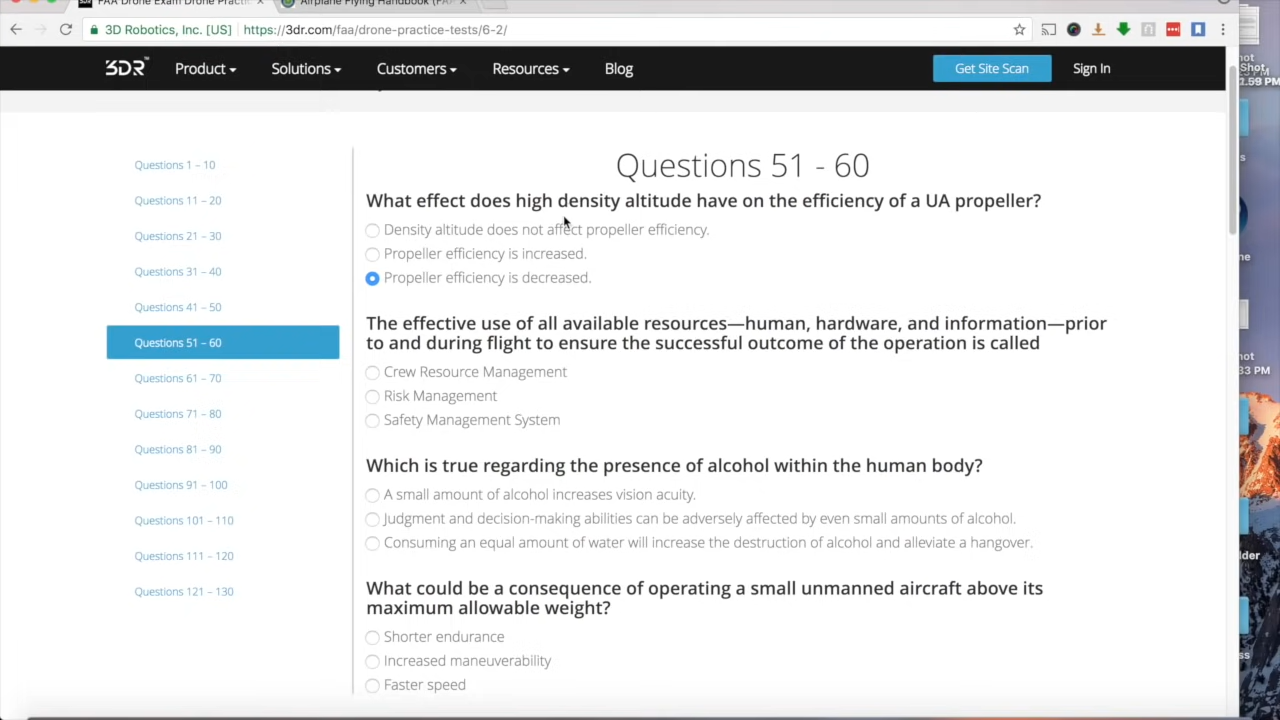 FAA Drone Exam Drone Practic
Airplane Flying Handbook (FAA
3D Robotics, Inc. [US]
https://3dr.com/faa/drone-practice-tests/6-2/
3DR
Product
Solutions
Customers
Resources
Blog
Get Site Scan
Sign In
Questions 1 – 10
Questions 11 – 20
Questions 21 – 30
Questions 31 – 40
Questions 41 – 50
Questions 51 – 60
Questions 61 – 70
Questions 71 – 80
Questions 81 – 90
Questions 91 – 100
Questions 101 – 110
Questions 111 – 120
Questions 121 – 130
Questions 51 - 60
What effect does high density altitude have on the efficiency of a UA propeller?
Density altitude does not affect propeller efficiency.
Propeller efficiency is increased.
Propeller efficiency is decreased.
The effective use of all available resources—human, hardware, and information—prior
to and during flight to ensure the successful outcome of the operation is called
Crew Resource Management
Risk Management
Safety Management System
Which is true regarding the presence of alcohol within the human body?
A small amount of alcohol increases vision acuity.
Judgment and decision-making abilities can be adversely affected by even small amounts of alcohol.
Consuming an equal amount of water will increase the destruction of alcohol and alleviate a hangover.
What could be a consequence of operating a small unmanned aircraft above its
maximum allowable weight?
Shorter endurance
Increased maneuverability
Faster speed